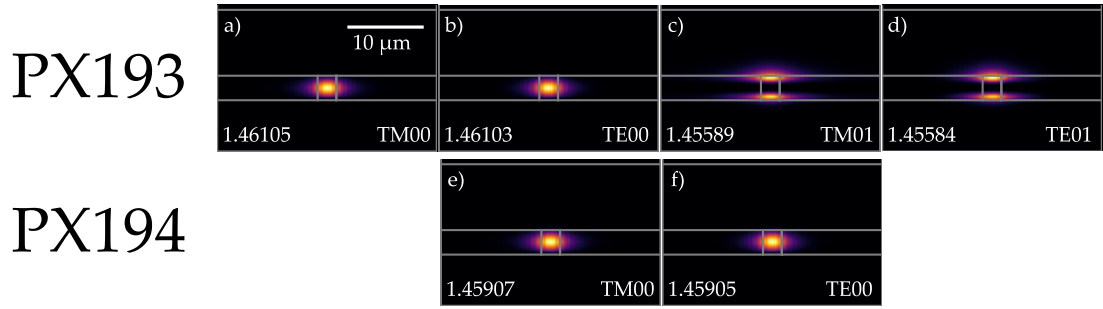 PX193
a)
10 μm
1.46105 TM00
b)
1.46103 TE00
c)
1.45589 TM01
d)
1.45584 TE01
PX194
e)
1.45907 TM00
f)
1.45905 TE00